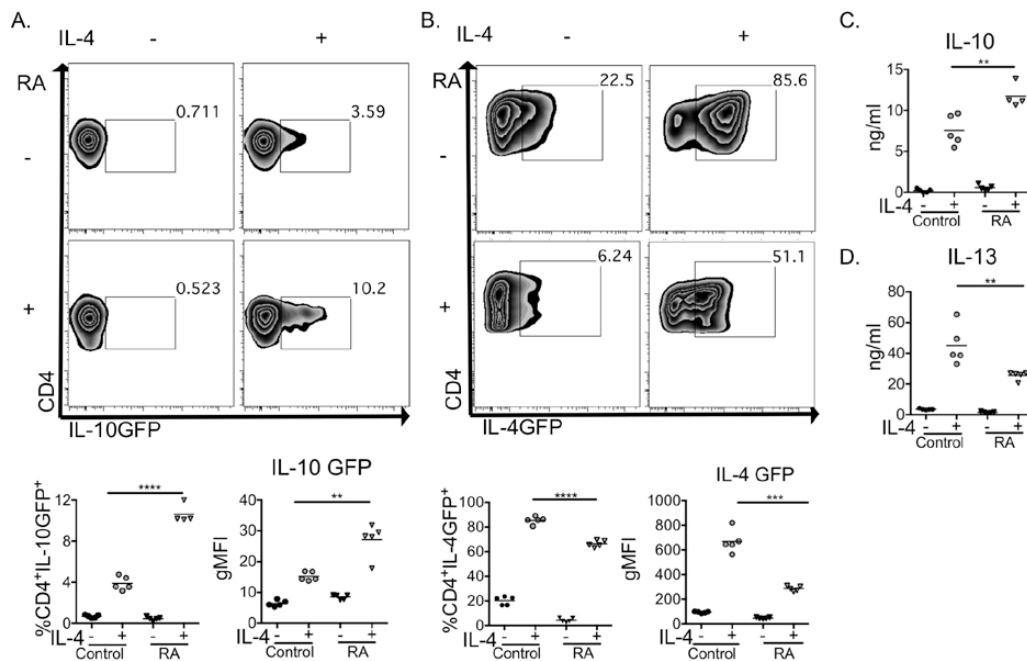 A.
IL-4 - +
RA
0.711 3.59
-
0.523 10.2
+
CD4
IL-10GFP
IL-10 GFP
%CD4⁺IL-10GFP⁺
12
8
4
0
****
IL-4 - + - +
Control RA
gMFI
40
30
20
10
0
**
IL-4 - + - +
Control RA
B.
IL-4 - +
RA
22.5 85.6
-
6.24 51.1
+
CD4
IL-4GFP
IL-4 GFP
%CD4⁺IL-4GFP⁺
100
80
60
40
20
0
****
IL-4 - + - +
Control RA
gMFI
1000
800
600
400
200
0
***
IL-4 - + - +
Control RA
C.
IL-10
ng/ml
15
10
5
0
**
IL-4 - + - +
Control RA
D.
IL-13
ng/ml
80
60
40
20
0
**
IL-4 - + - +
Control RA